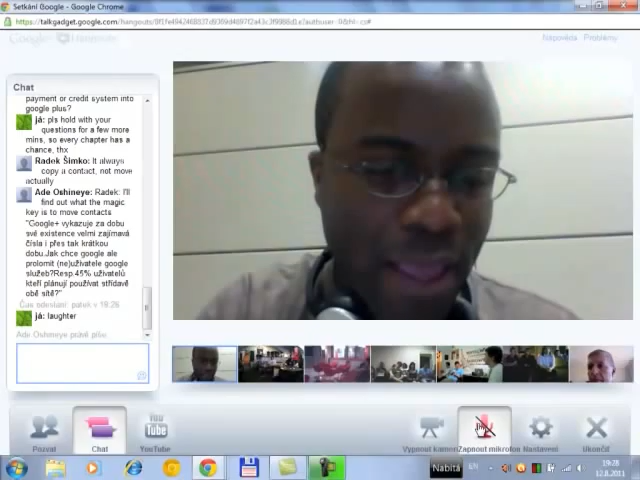 Setkání Google - Google Chrome
Google+ Hangouts
Nápověda Problémy
Chat
payment or credit system into
google plus?
já: pls hold with your
questions for a few more
mins, so every chapter has a
chance, thx
Radek Šimko: It always
copy a contact, not move
actually
Ade Oshineye: Radek: I'll
find out what the magic
key is to move contacts
"Google+ vykazuje za dobu
své existence velmi zajímavá
čísla i přes tak krátkou
dobu.Jak chce google ale
prolomit (ne)uživatele google
služeb?Resp.45% uživatelů
kteří plánují používat střídavě
obě sítě?"
Čas odeslání: pátek v 19:26
já: laughter
Ade Oshineye právě píše
You
Tube
Pozvat
Chat
YouTube
Vypnout kameru
Zapnout mikrofon
Nastavení
Ukončit
Nabitá
EN
19:28
12.8.2011